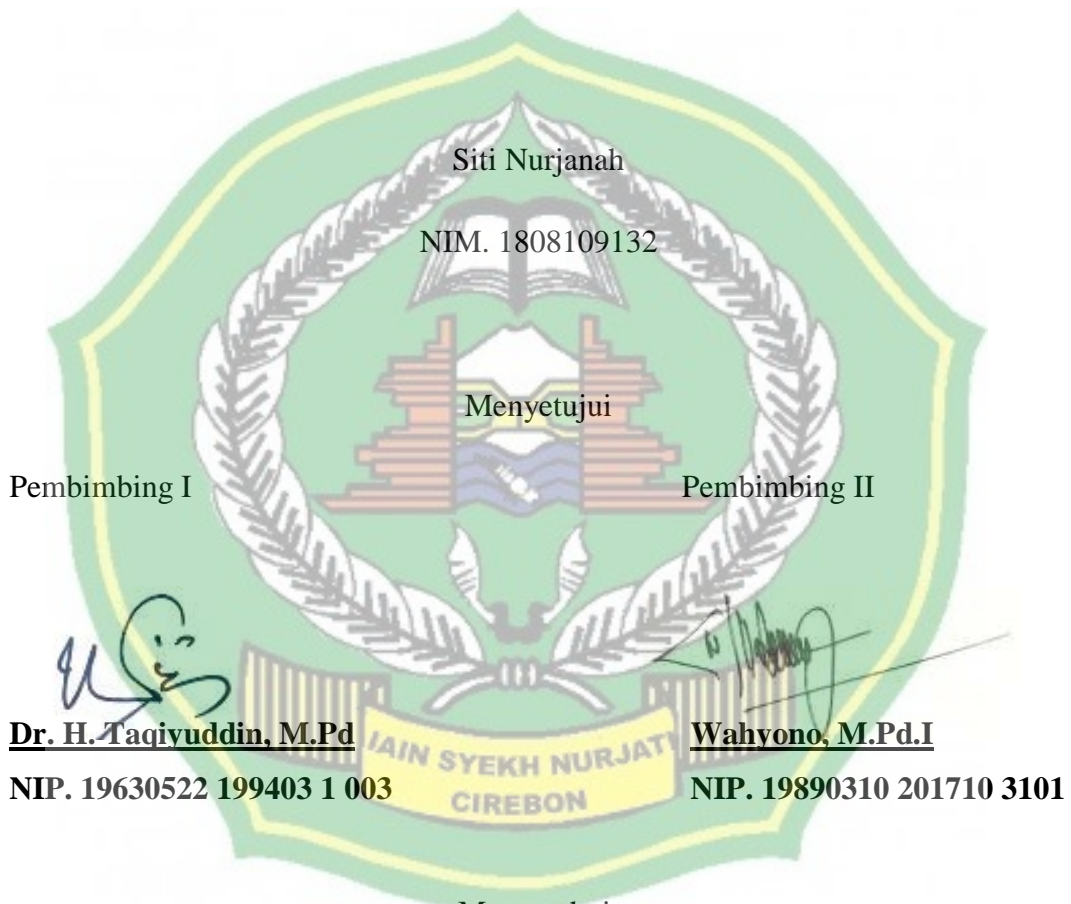 Siti Nurjanah
NIM. 1808109132
Menyetujui
Pembimbing I Pembimbing II
Dr. H. Taqiyuddin, M.Pd Wahyono, M.Pd.I
NIP. 19630522 199403 1 003 NIP. 19890310 201710 3101
IAIN SYEKH NURJATI
CIREBON